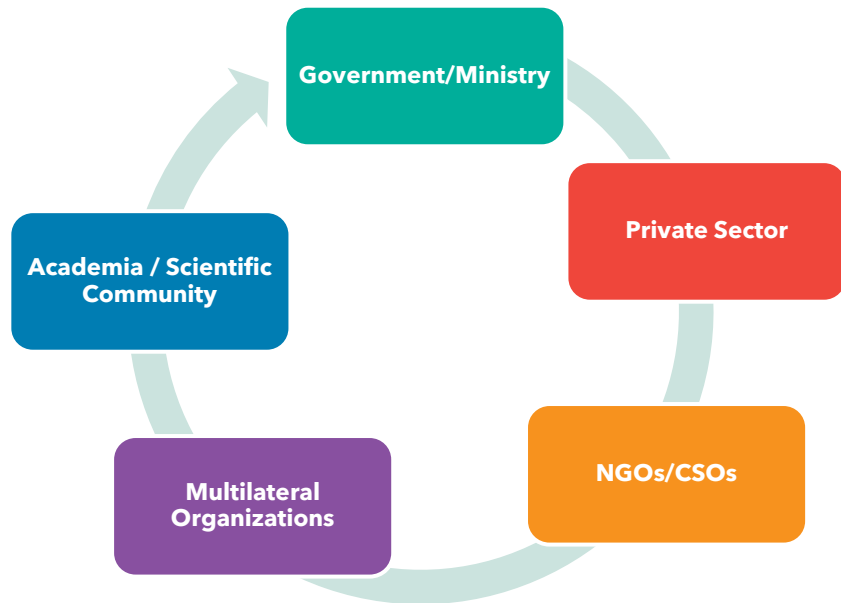 Government/Ministry
Private Sector
NGOs/CSOs
Multilateral
Organizations
Academia / Scientific
Community